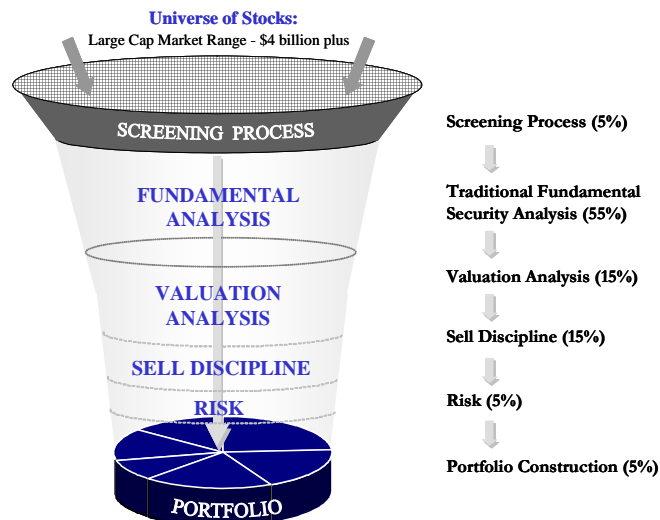 Universe of Stocks:
Large Cap Market Range - $4 billion plus
SCREENING PROCESS
FUNDAMENTAL
ANALYSIS
VALUATION
ANALYSIS
SELL DISCIPLINE
RISK
PORTFOLIO
Screening Process (5%)
Traditional Fundamental
Security Analysis (55%)
Valuation Analysis (15%)
Sell Discipline (15%)
Risk (5%)
Portfolio Construction (5%)